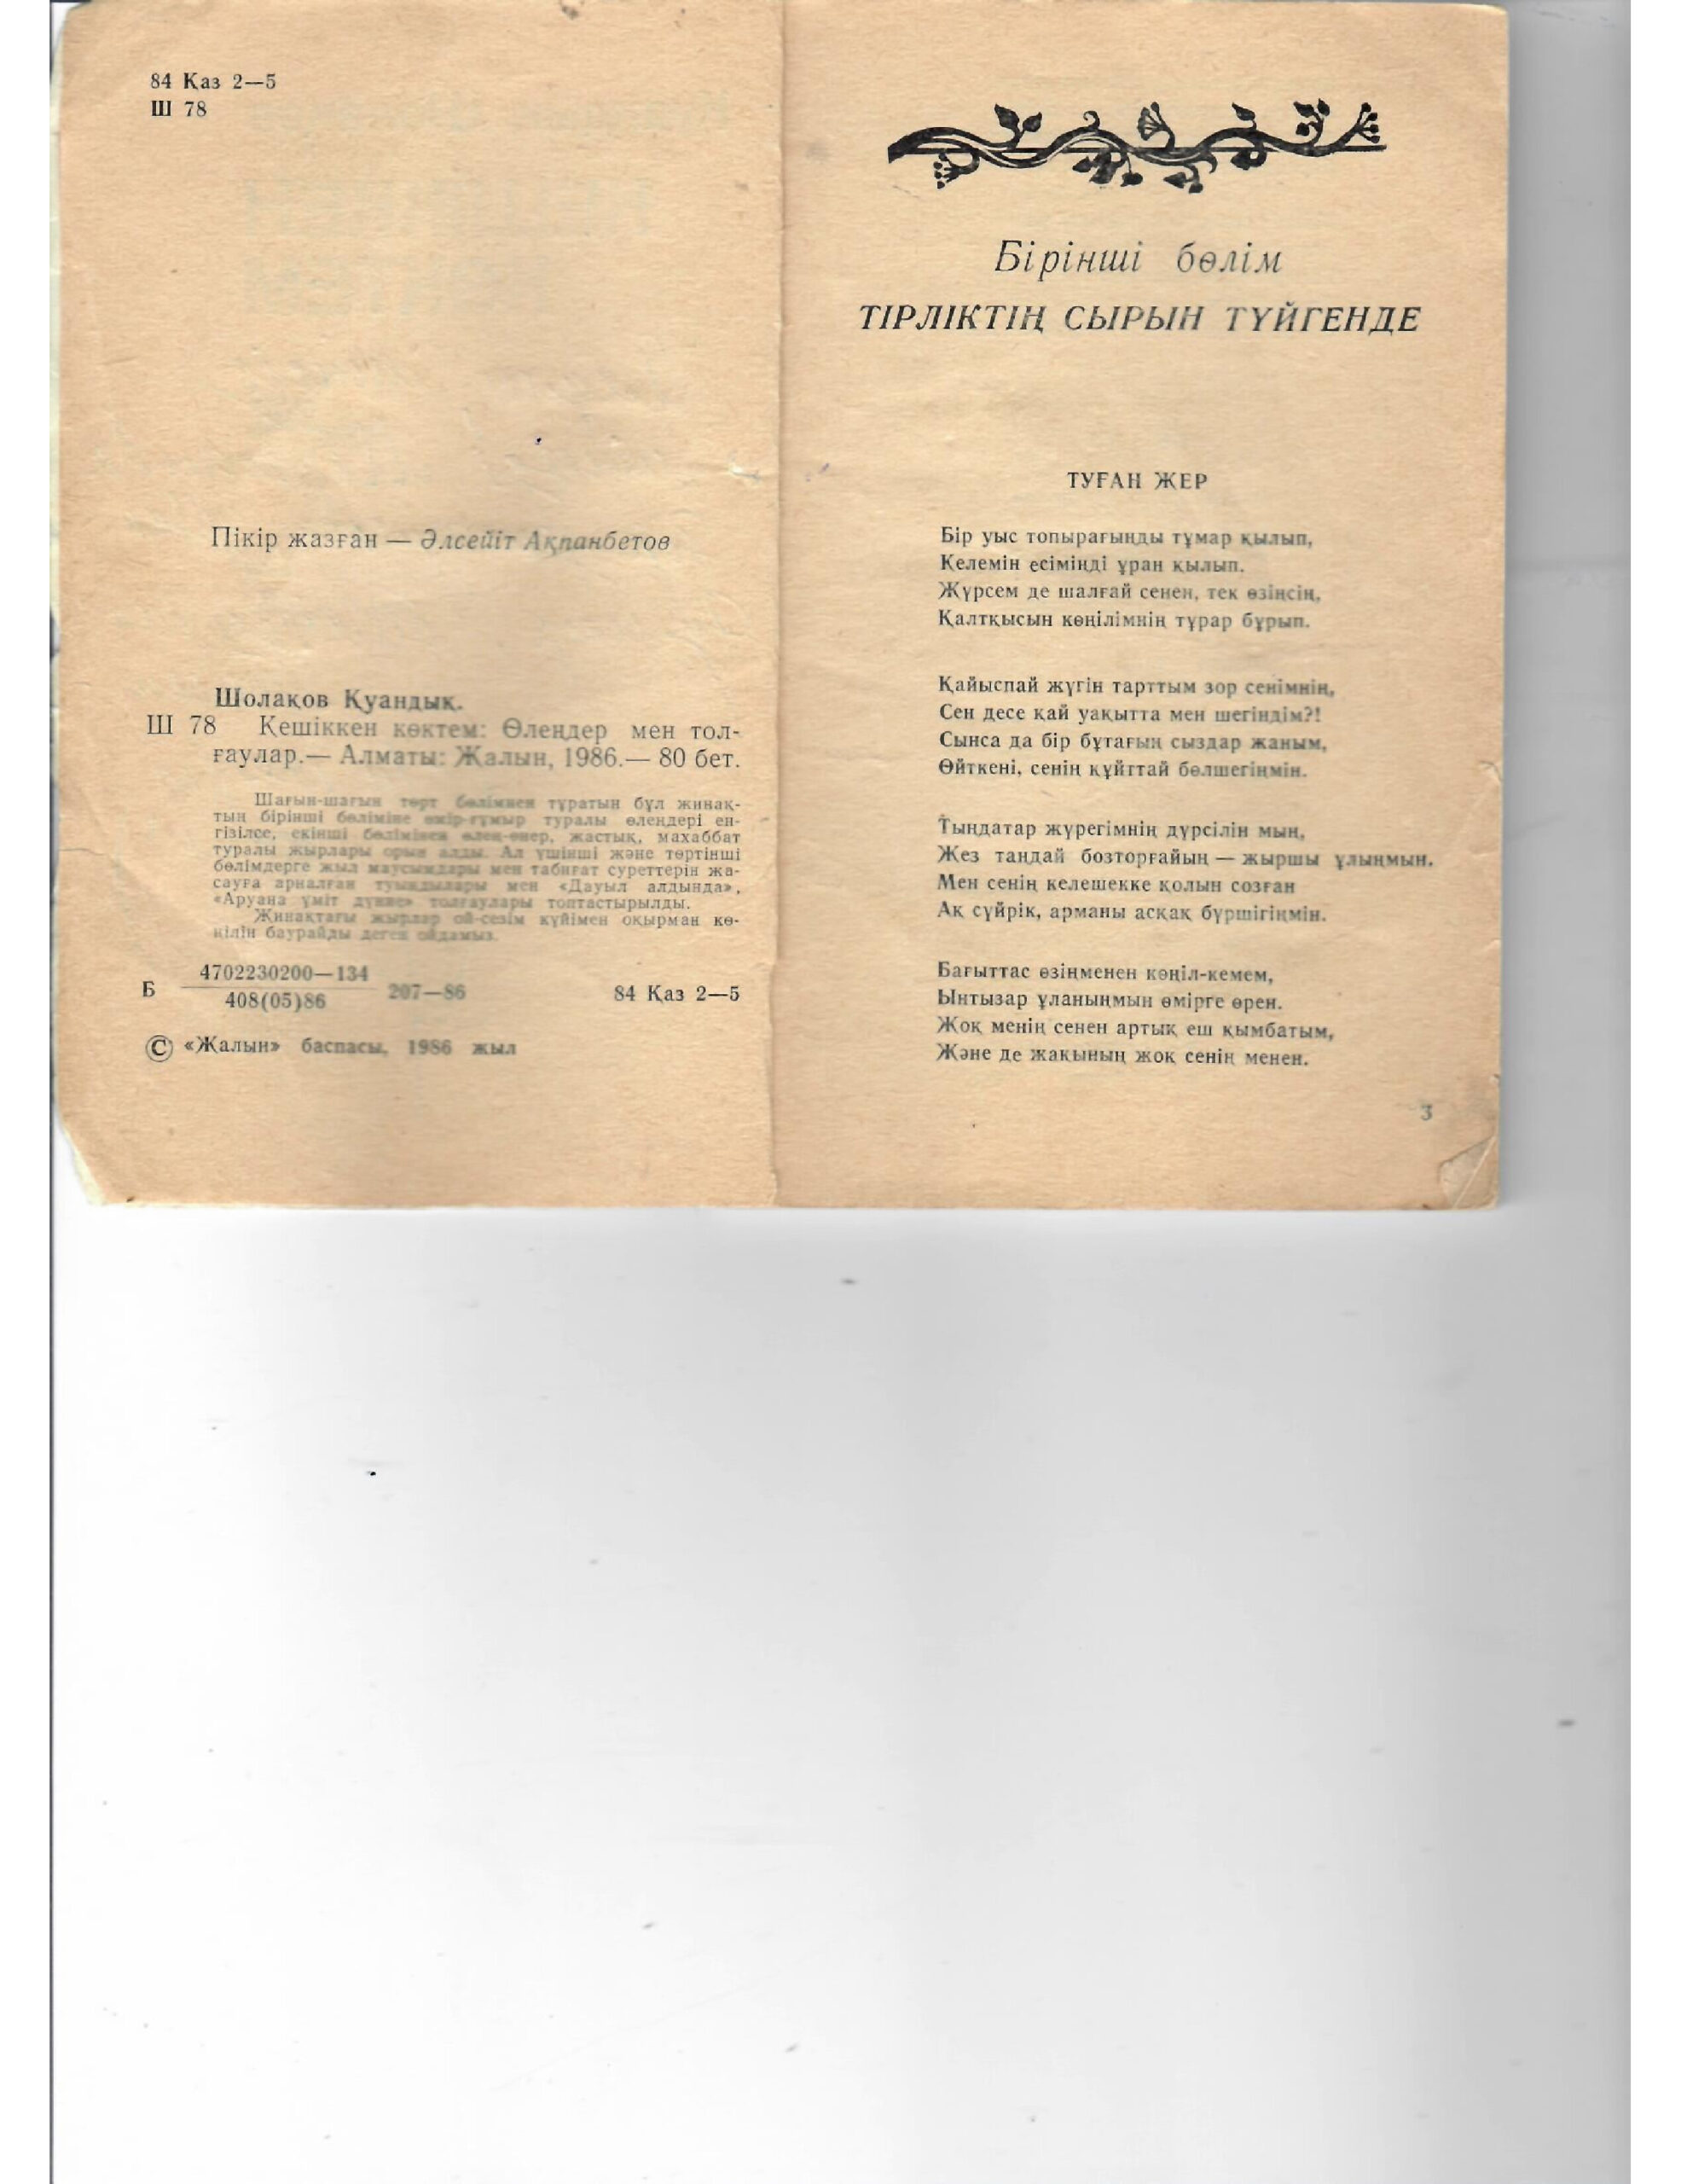 84 Қаз 2—5
Ш 78
Пікір жазған — Әлсейіт Ақпанбетов
Шолақов Қуандық.
Ш 78 Кешіккен көктем: Өлеңдер мен тол-
ғаулар.— Алматы: Жалын, 1986.— 80 бет.
Шағын-шағын төрт бөлімнен тұратын бұл жинақ-
тың бірінші бөліміне өмір-ғұмыр туралы өлеңдері ен-
гізілсе, екінші бөлімінен өлең-өнер, жастық, махаббат
туралы жырлары орын алды. Ал үшінші және төртінші
бөлімдерге жыл маусымдары мен табиғат суреттерін жа-
сауға арналған туындылары мен «Дауыл алдында»,
«Аруана үміт дүние» толғаулары топтастырылды.
Жинақтағы жырлар ой-сезім күйімен оқырман кө-
ңілін баурайды деген ойдамыз.
Б 4702230200—134
408(05)86 207—86 84 Қаз 2—5
© «Жалын» баспасы, 1986 жыл
Бірінші бөлім
ТІРЛІКТІҢ СЫРЫН ТҮЙГЕНДЕ
ТУҒАН ЖЕР
Бір уыс топырағыңды тұмар қылып,
Келемін есіміңді ұран қылып.
Жүрсем де шалғай сенен, тек өзіңсің,
Қалтқысын көңілімнің тұрар бұрып.
Қайыспай жүгін тарттым зор сенімнің,
Сен десе қай уақытта мен шегіндім?!
Сынса да бір бұтағың сыздар жаным,
Өйткені, сенің құйттай бөлшегіңмін.
Тыңдатар жүрегімнің дүрсілін мың,
Жез таңдай бозторғайың — жыршы ұлыңмын.
Мен сенің келешекке қолын созған
Ақ сүйрік, арманы асқақ бүршігіңмін.
Бағыттас өзіңменен көңіл-кемем,
Ынтызар ұланыңмын өмірге өрен.
Жоқ менің сенен артық еш қымбатым,
Және де жақының жоқ сенің менен.
3